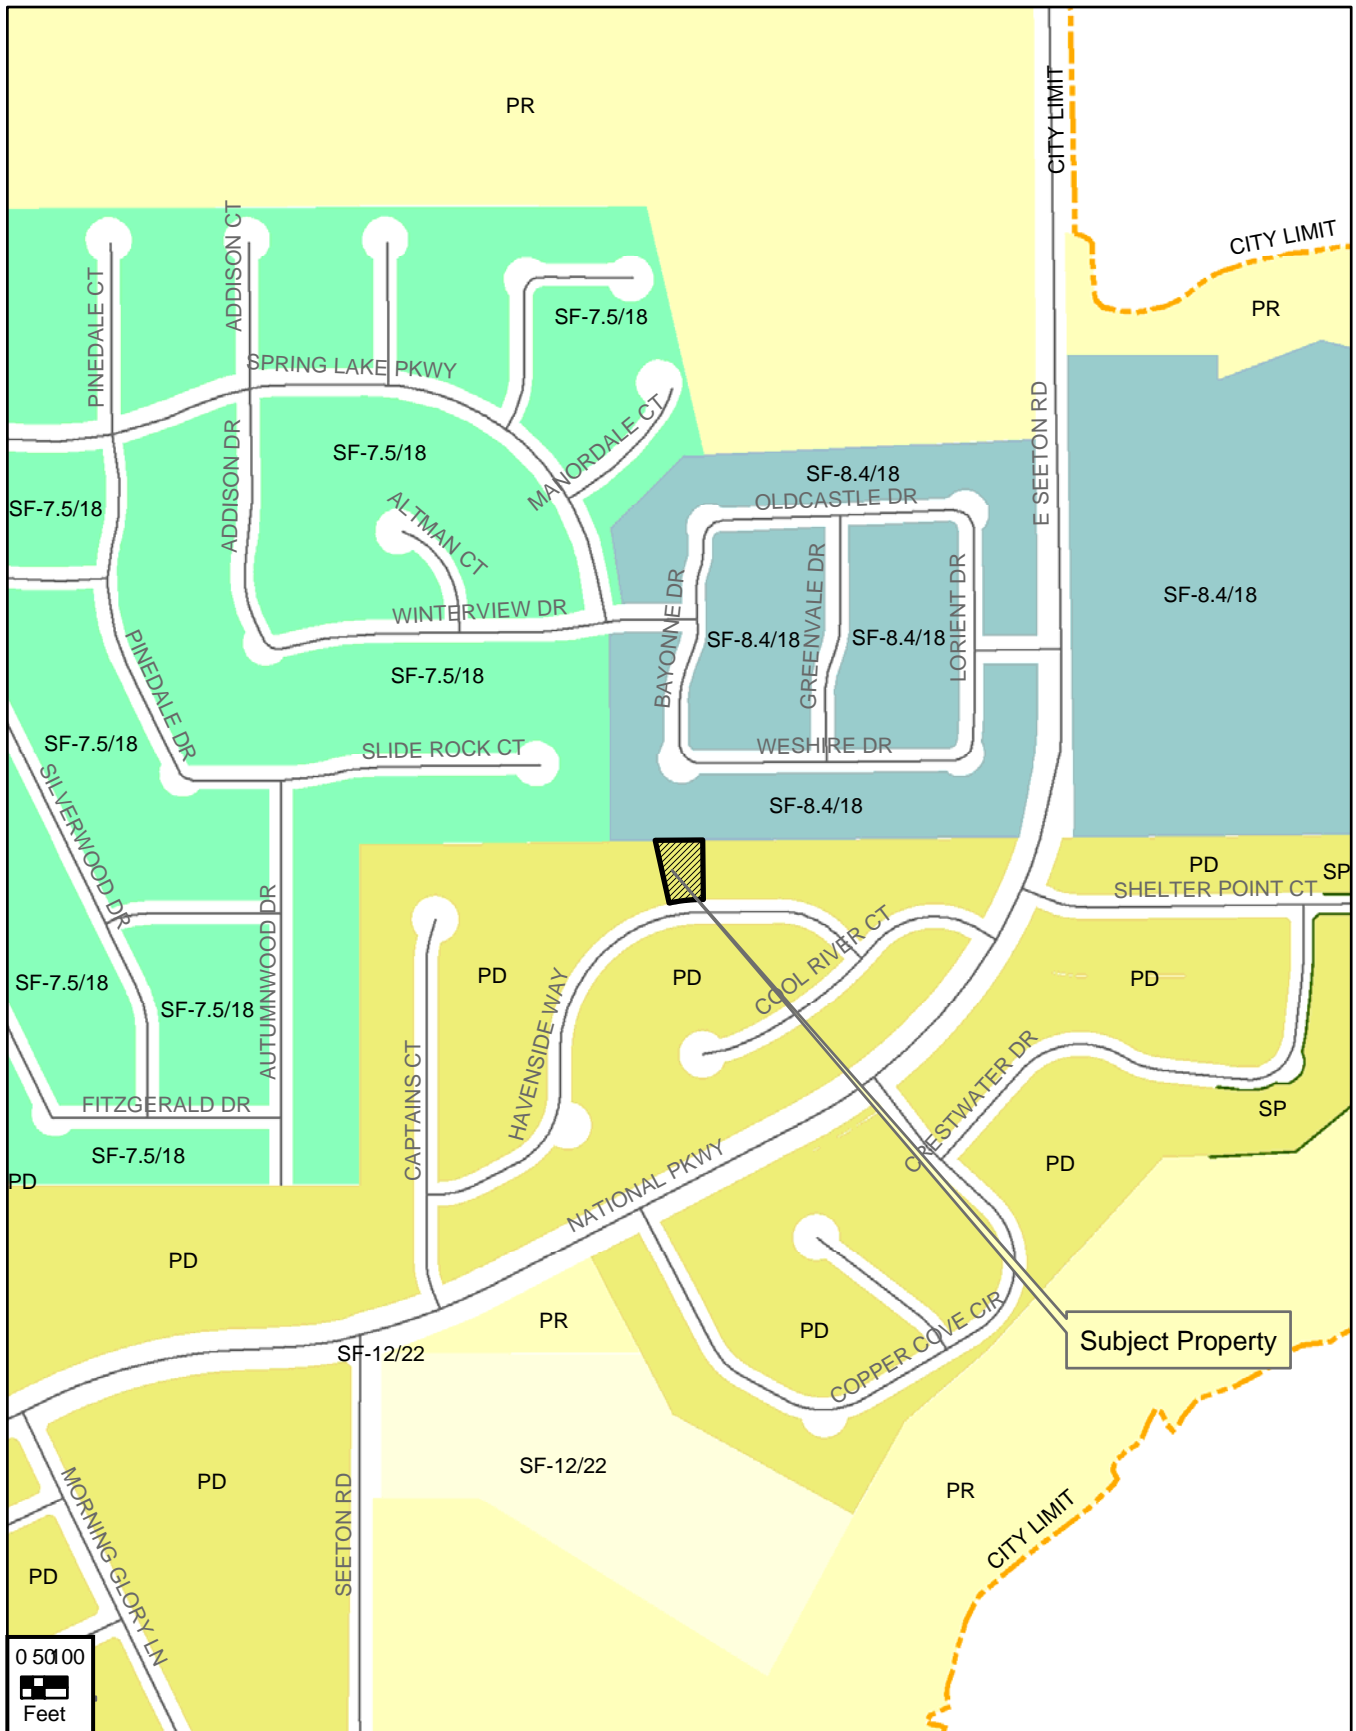 PR
CITY LIMIT
CITY LIMIT
PR
PINEDALE CT
ADDISON CT
SF-7.5/18
SPRING LAKE PKWY
MANORDALE CT
E SEETON RD
ADDISON DR
SF-7.5/18
SF-8.4/18
OLDCASTLE DR
SF-7.5/18
ALTMAN CT
BAYONNE DR
GREENVALE DR
LORIENT DR
SF-8.4/18
WINTERVIEW DR
SF-8.4/18
SF-8.4/18
SF-7.5/18
PINEDALE DR
SF-7.5/18
SLIDE ROCK CT
WESHIRE DR
SILVERWOOD DR
SF-8.4/18
PD
SP
SHELTER POINT CT
AUTUMNWOOD DR
COOL RIVER CT
SF-7.5/18
PD
PD
PD
SF-7.5/18
HAVENSIDE WAY
CAPTAINS CT
CRESTWATER DR
FITZGERALD DR
SP
SF-7.5/18
PD
PD
NATIONAL PKWY
PD
PR
PD
Subject Property
SF-12/22
COPPER COVE CIR
SF-12/22
PD
PR
MORNING GLORY LN
SEETON RD
CITY LIMIT
PD
0 50 100
Feet